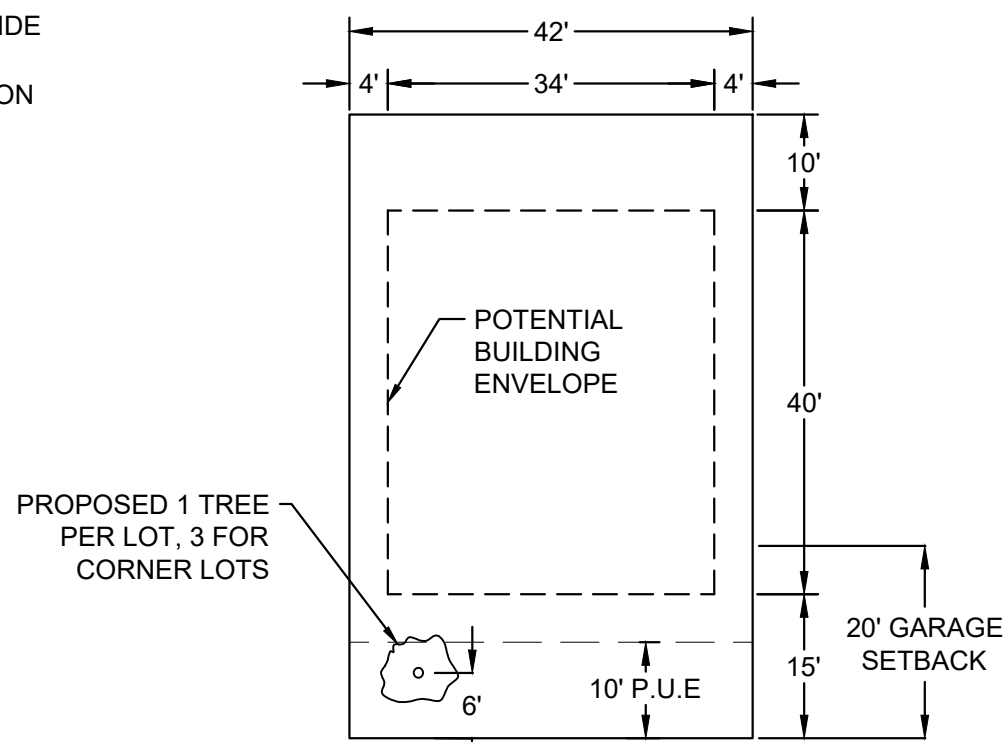 IDE
ON
42'
4'
34'
4'
10'
POTENTIAL
BUILDING
ENVELOPE
40'
PROPOSED 1 TREE
PER LOT, 3 FOR
CORNER LOTS
20' GARAGE
SETBACK
15'
10' P.U.E
6'